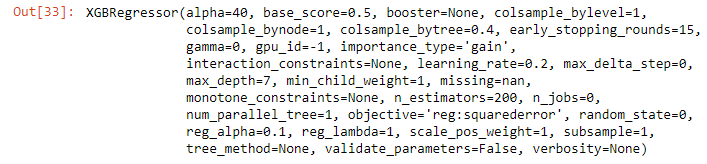 Out[33]: XGBRegressor(alpha=40, base_score=0.5, booster=None, colsample_bylevel=1,
colsample_bynode=1, colsample_bytree=0.4, early_stopping_rounds=15,
gamma=0, gpu_id=-1, importance_type='gain',
interaction_constraints=None, learning_rate=0.2, max_delta_step=0,
max_depth=7, min_child_weight=1, missing=nan,
monotone_constraints=None, n_estimators=200, n_jobs=0,
num_parallel_tree=1, objective='reg:squarederror', random_state=0,
reg_alpha=0.1, reg_lambda=1, scale_pos_weight=1, subsample=1,
tree_method=None, validate_parameters=False, verbosity=None)